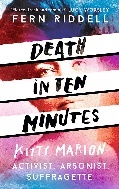 FERN RIDDELL
DEATH
IN TEN
MINUTES
KITTY MARION
ACTIVIST. ARSONIST.
SUFFRAGETTE